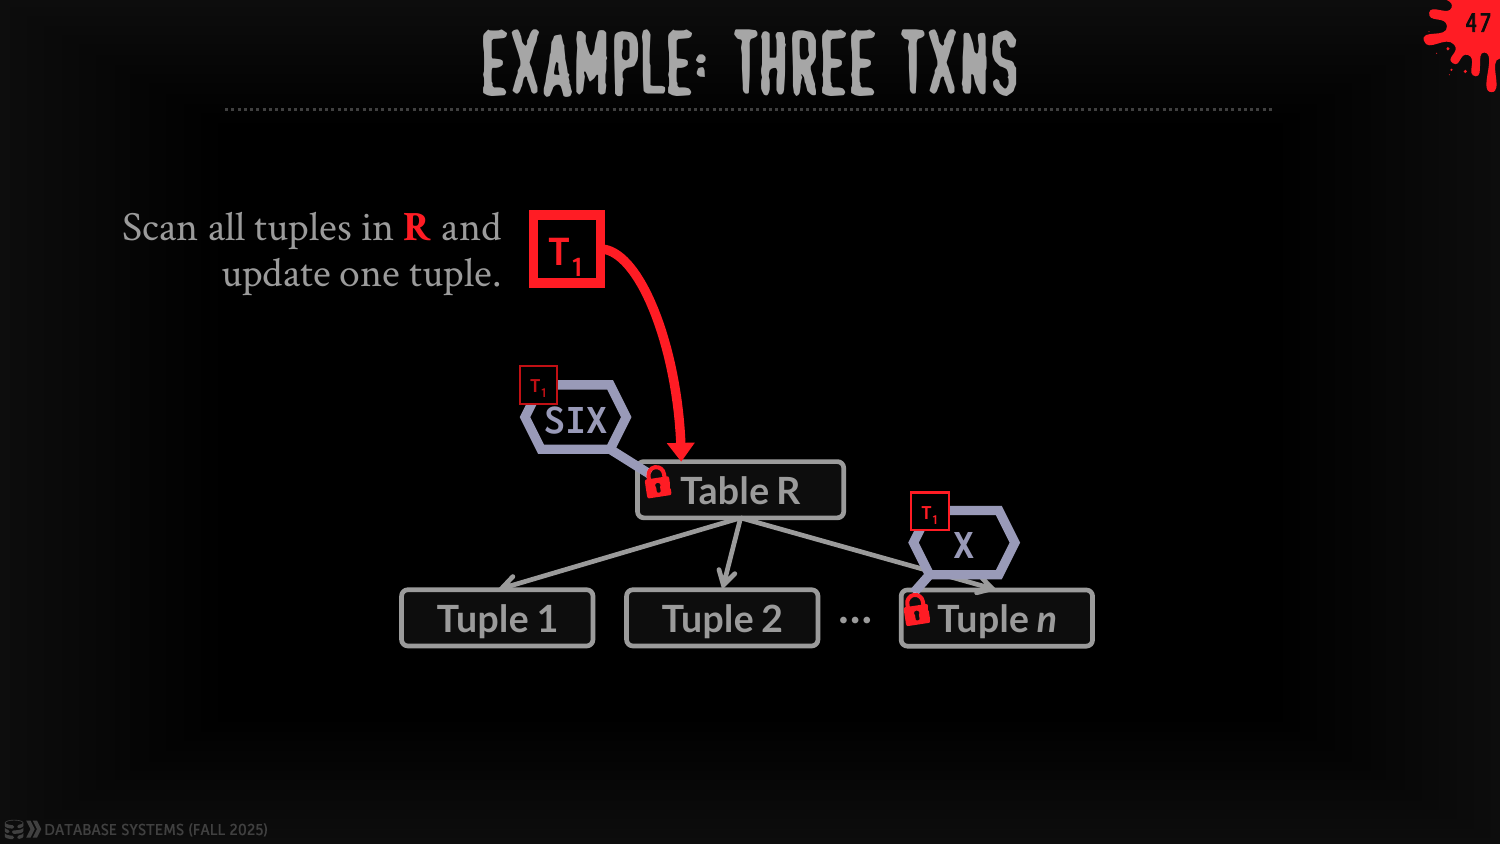 EXAMPLE: THREE TXNS
47
Scan all tuples in R and
update one tuple.
T1
T1
SIX
Table R
T1
X
Tuple 1
Tuple 2
...
Tuple n
DATABASE SYSTEMS (FALL 2025)